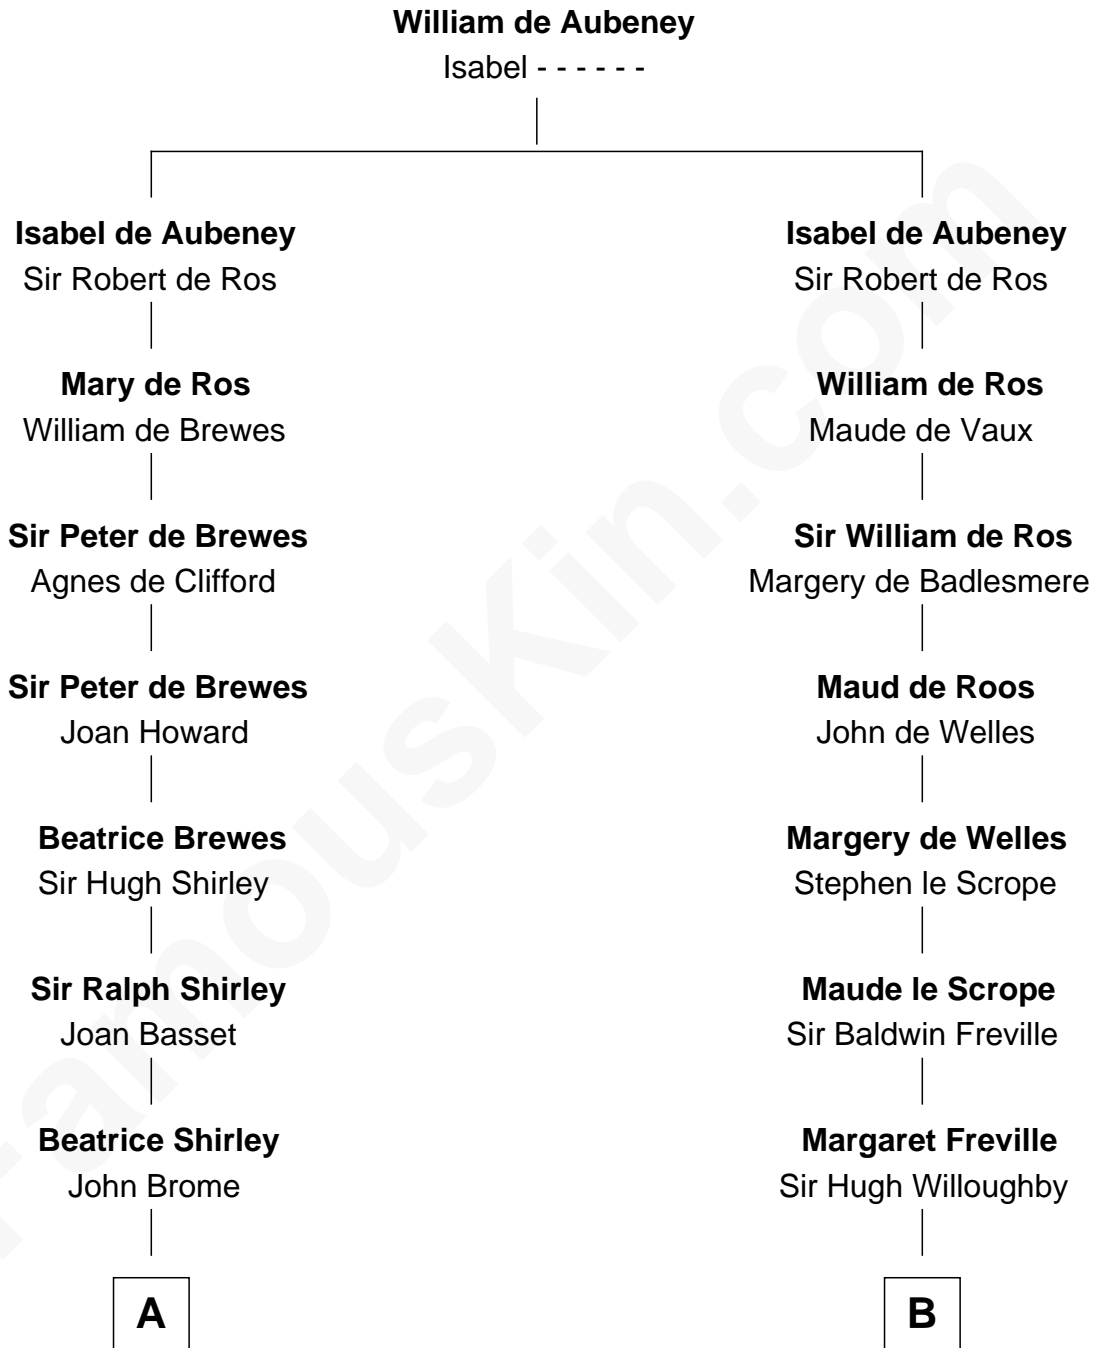 William de Aubeney
Isabel - - - - - -
Isabel de Aubeney
Sir Robert de Ros
Isabel de Aubeney
Sir Robert de Ros
Mary de Ros
William de Brewes
William de Ros
Maude de Vaux
Sir Peter de Brewes
Agnes de Clifford
Sir William de Ros
Margery de Badlesmere
Sir Peter de Brewes
Joan Howard
Maud de Roos
John de Welles
Beatrice Brewes
Sir Hugh Shirley
Margery de Welles
Stephen le Scrope
Sir Ralph Shirley
Joan Basset
Maude le Scrope
Sir Baldwin Freville
Beatrice Shirley
John Brome
Margaret Freville
Sir Hugh Willoughby
A
B
FamousKin.com